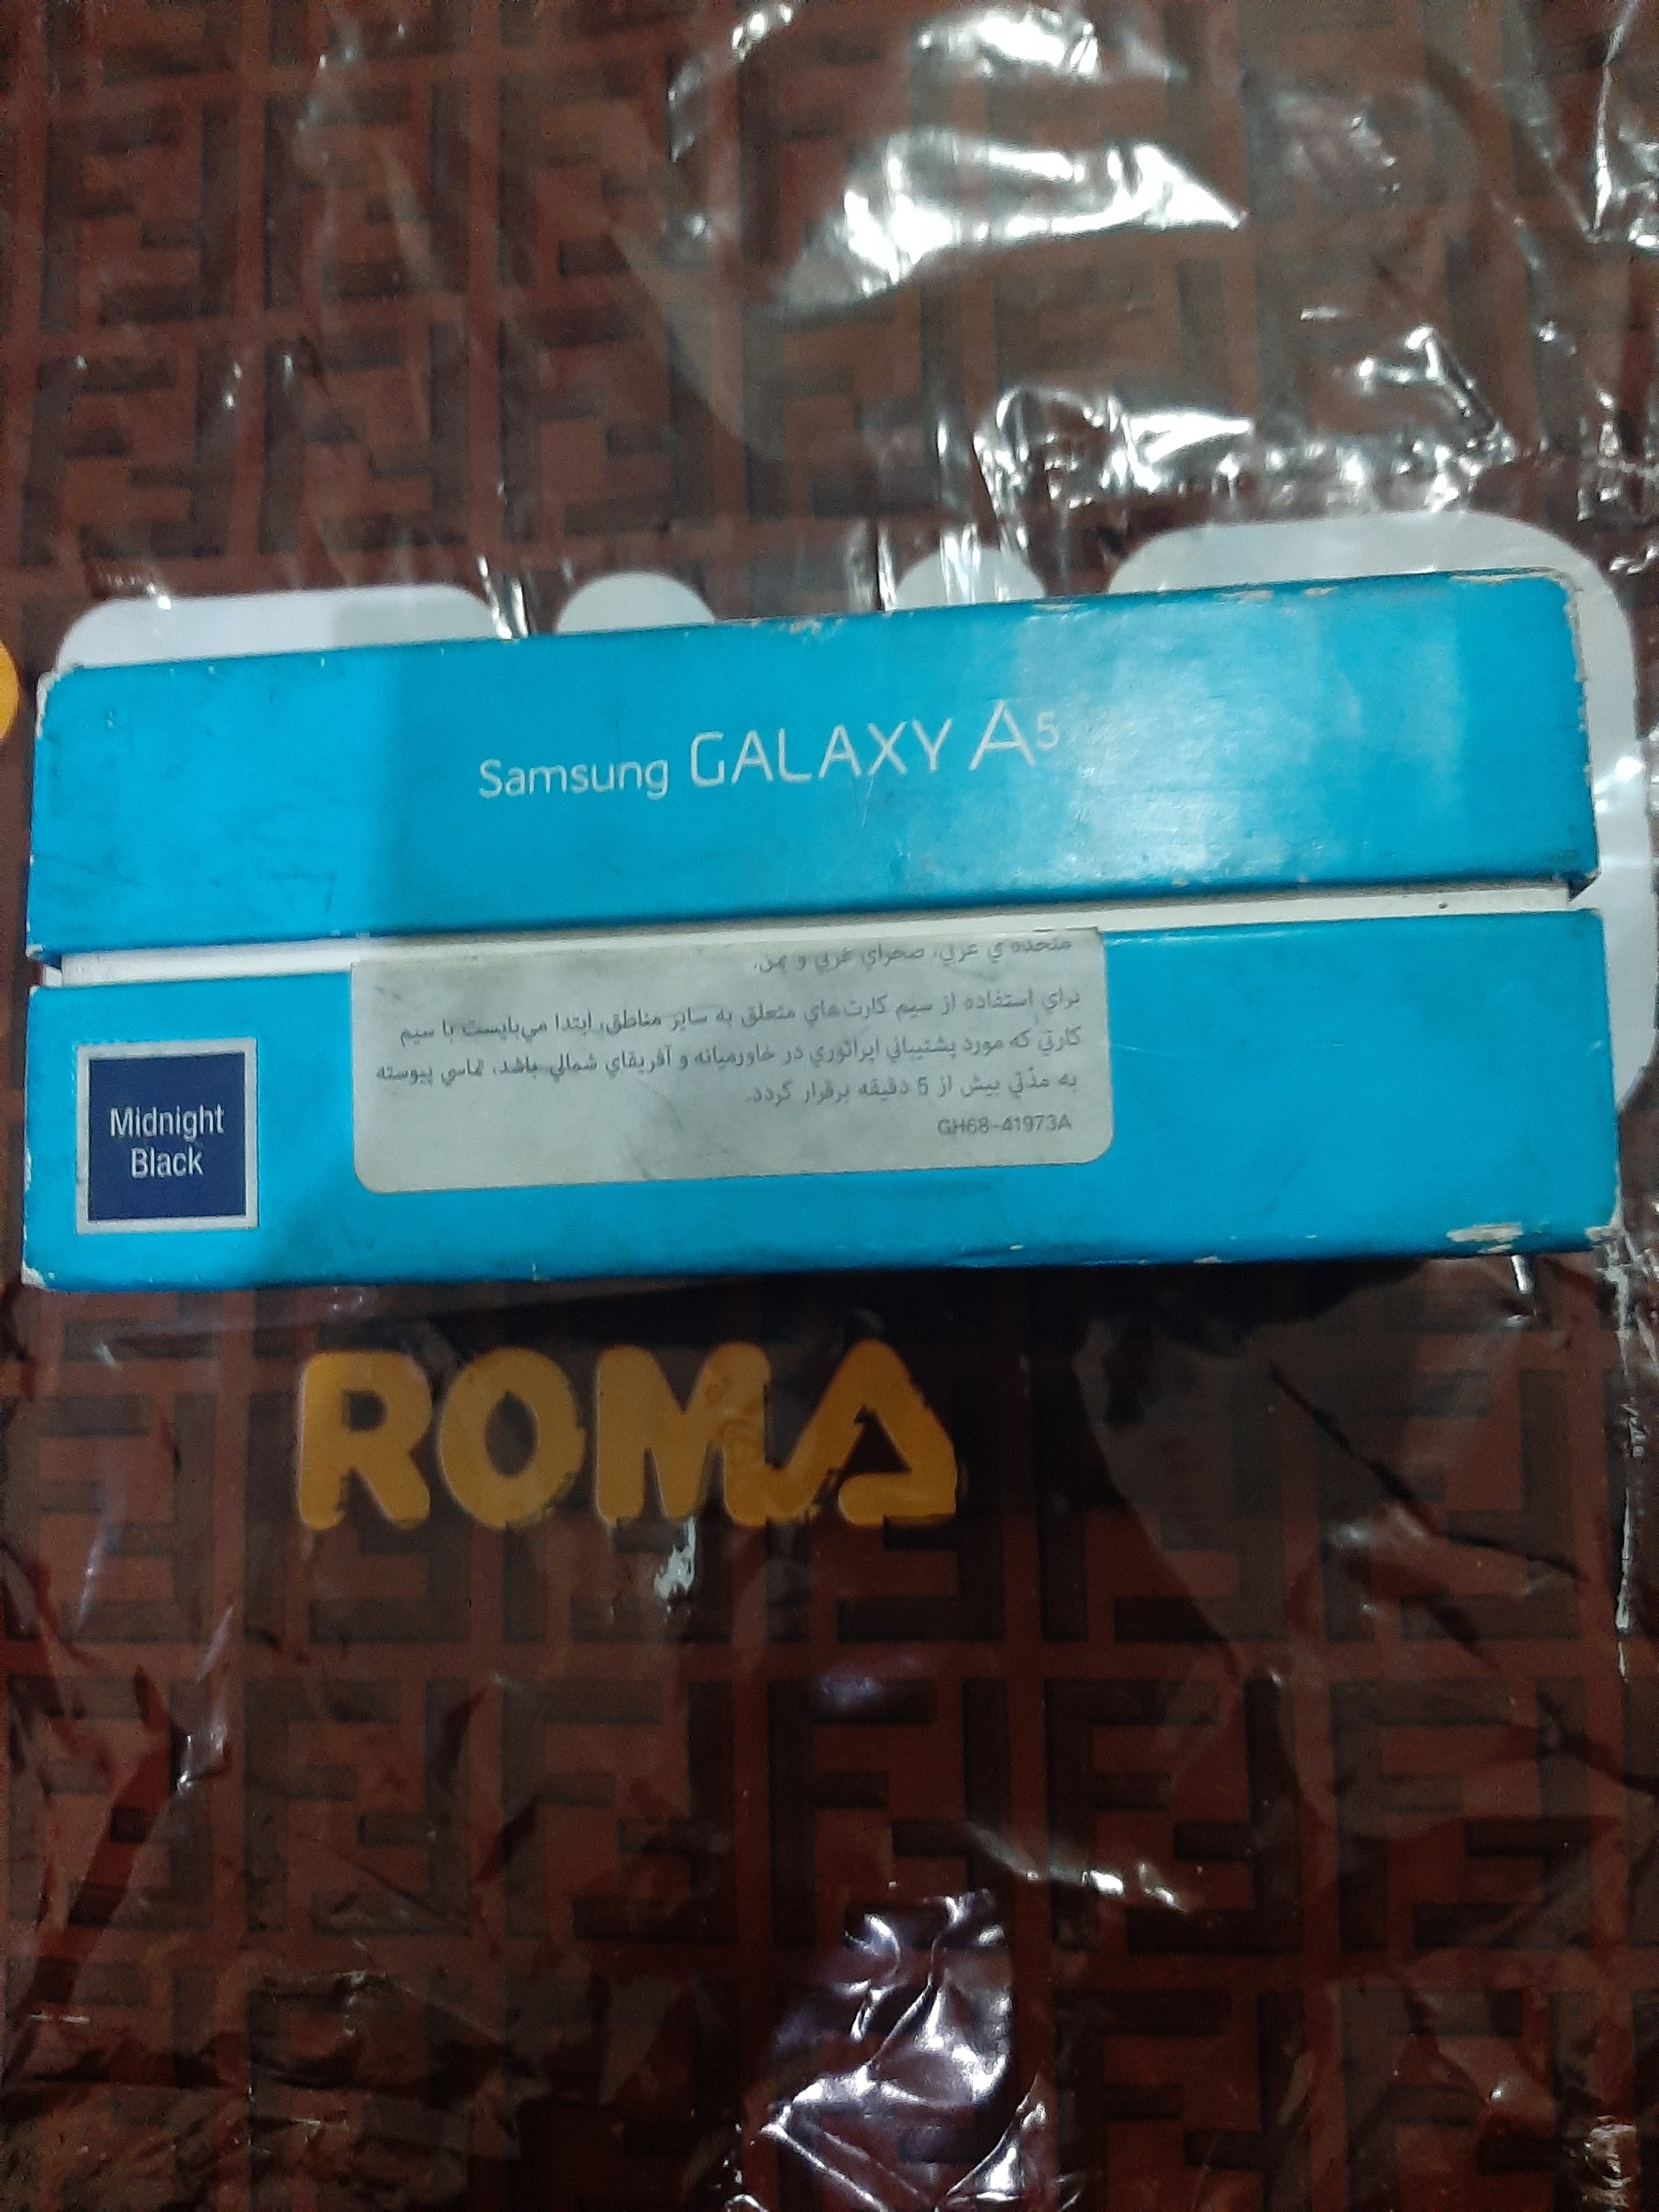 Samsung GALAXY A5
متحده ي عربي، صحراي غربي و يمن.
براي استفاده از سيم كارت‌هاي متعلق به ساير مناطق، ابتدا مي‌بايست با سيم
كارتي كه مورد پشتيباني اپراتوري در خاورميانه و آفريقاي شمالي باشد، تماسي پيوسته
به مدّتي بيش از 5 دقيقه برقرار گردد.
GH68-41973A
Midnight
Black
ROMA